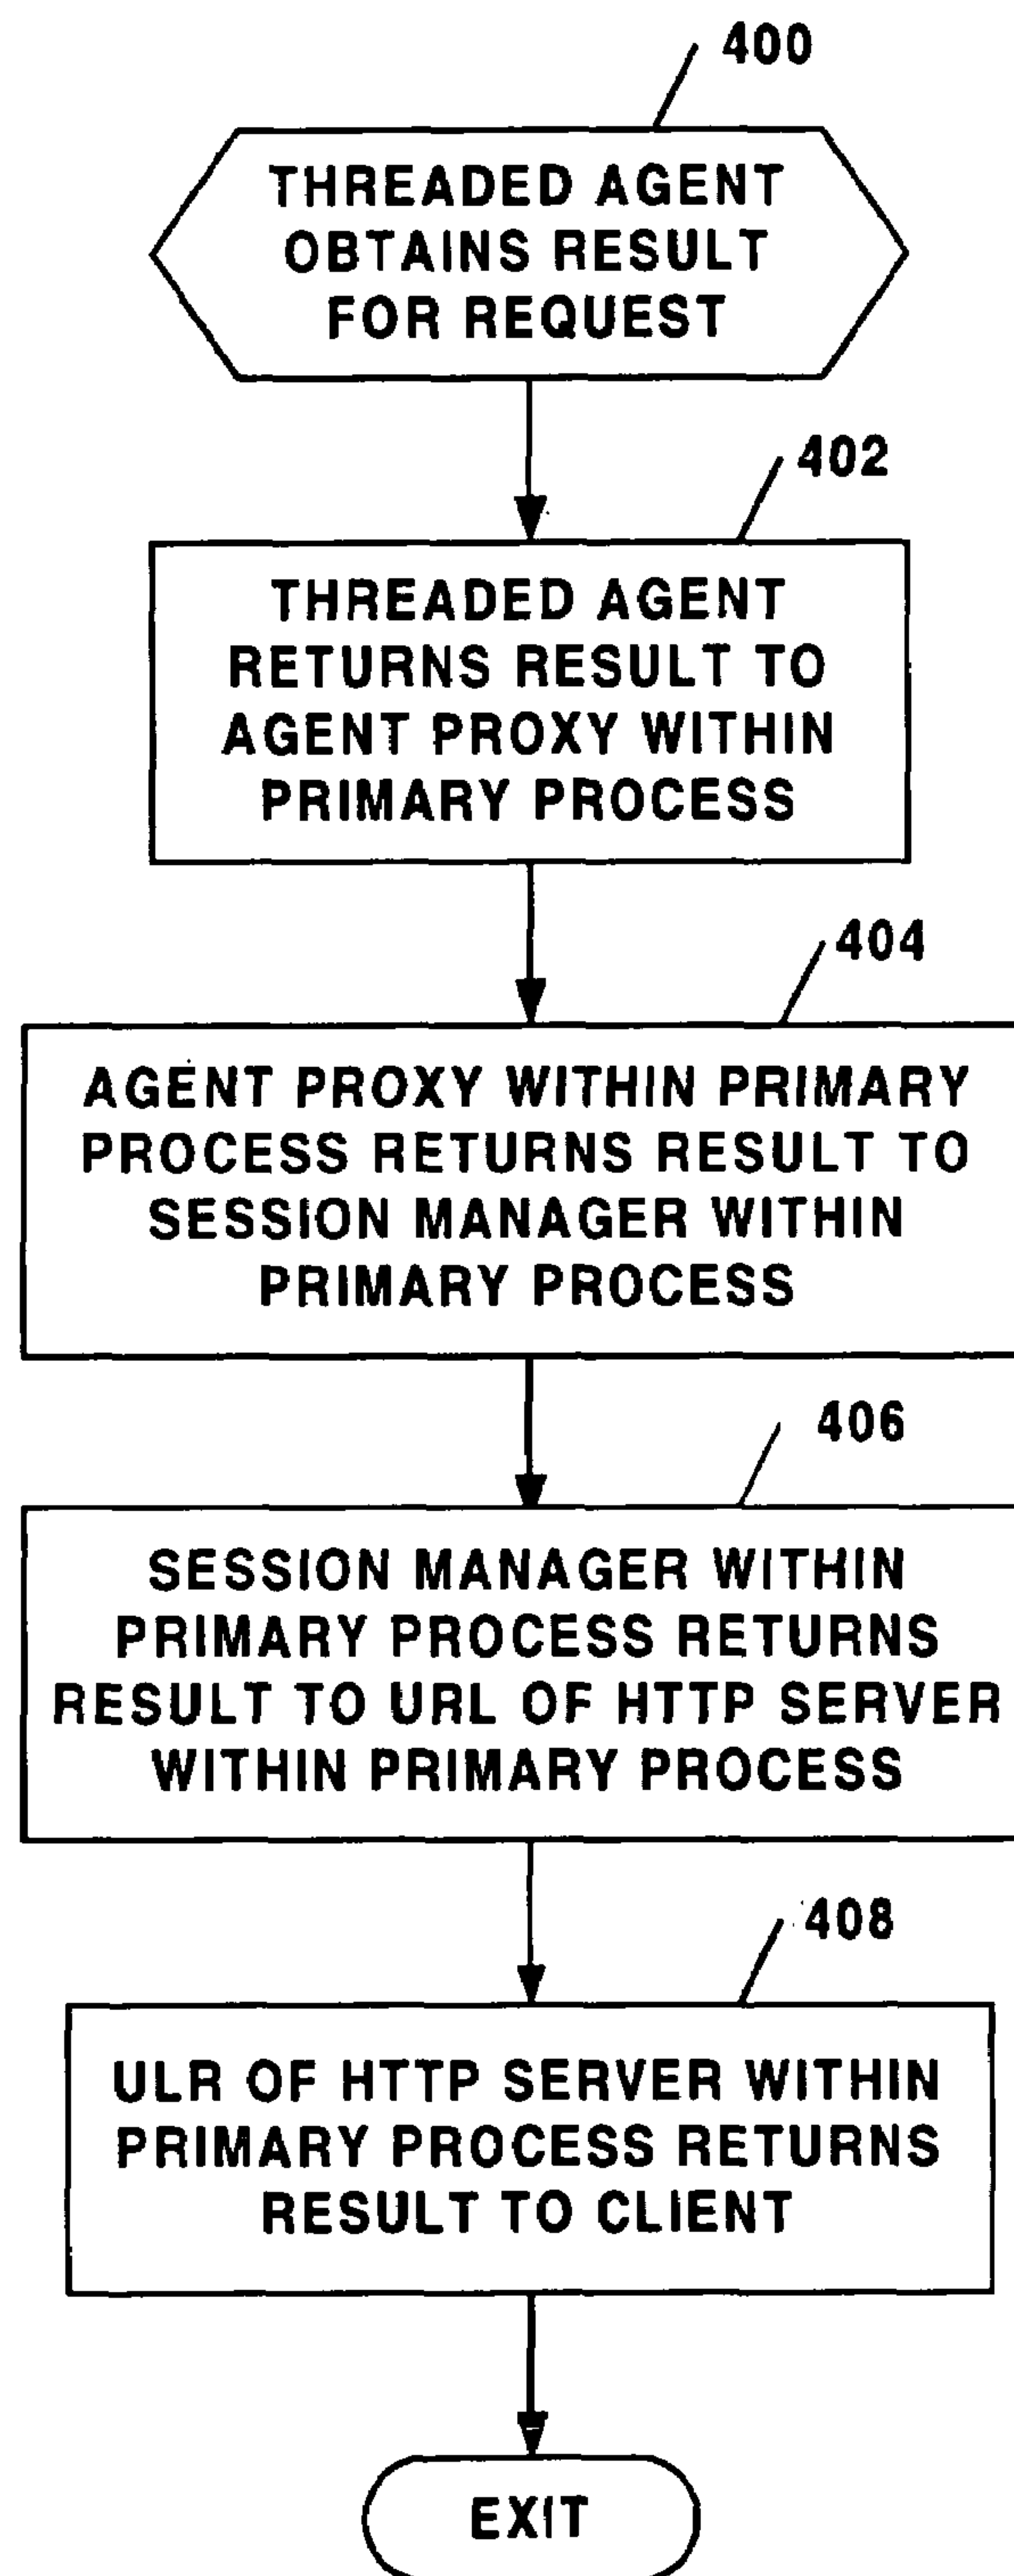 400
THREADED AGENT
OBTAINS RESULT
FOR REQUEST
402
THREADED AGENT
RETURNS RESULT TO
AGENT PROXY WITHIN
PRIMARY PROCESS
404
AGENT PROXY WITHIN PRIMARY
PROCESS RETURNS RESULT TO
SESSION MANAGER WITHIN
PRIMARY PROCESS
406
SESSION MANAGER WITHIN
PRIMARY PROCESS RETURNS
RESULT TO URL OF HTTP SERVER
WITHIN PRIMARY PROCESS
408
ULR OF HTTP SERVER WITHIN
PRIMARY PROCESS RETURNS
RESULT TO CLIENT
EXIT